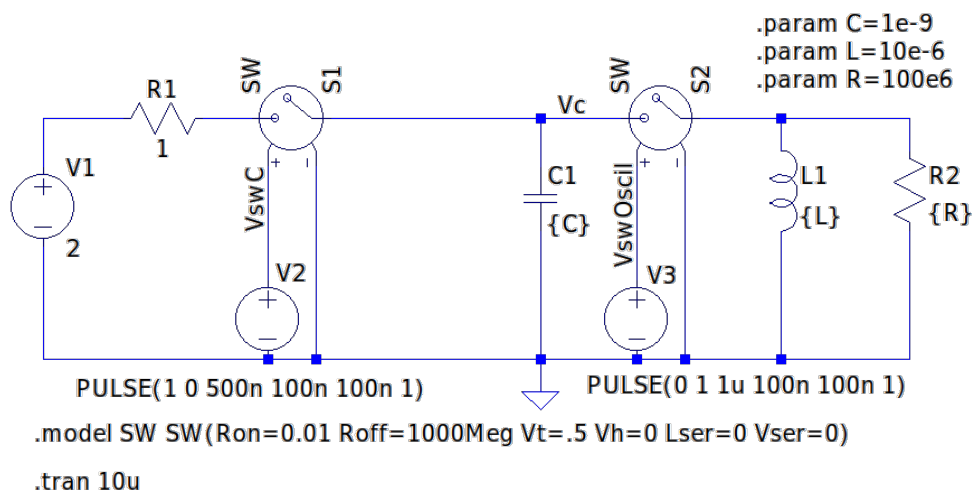 .param C=1e-9
.param L=10e-6
.param R=100e6
R1
1
SW
S1
Vc
SW
S2
V1
+
−
2
+
−
VswC
C1
{C}
+
−
VswOscil
L1
{L}
R2
{R}
V2
+
−
V3
+
−
PULSE(1 0 500n 100n 100n 1)
PULSE(0 1 1u 100n 100n 1)
.model SW SW(Ron=0.01 Roff=1000Meg Vt=.5 Vh=0 Lser=0 Vser=0)
.tran 10u